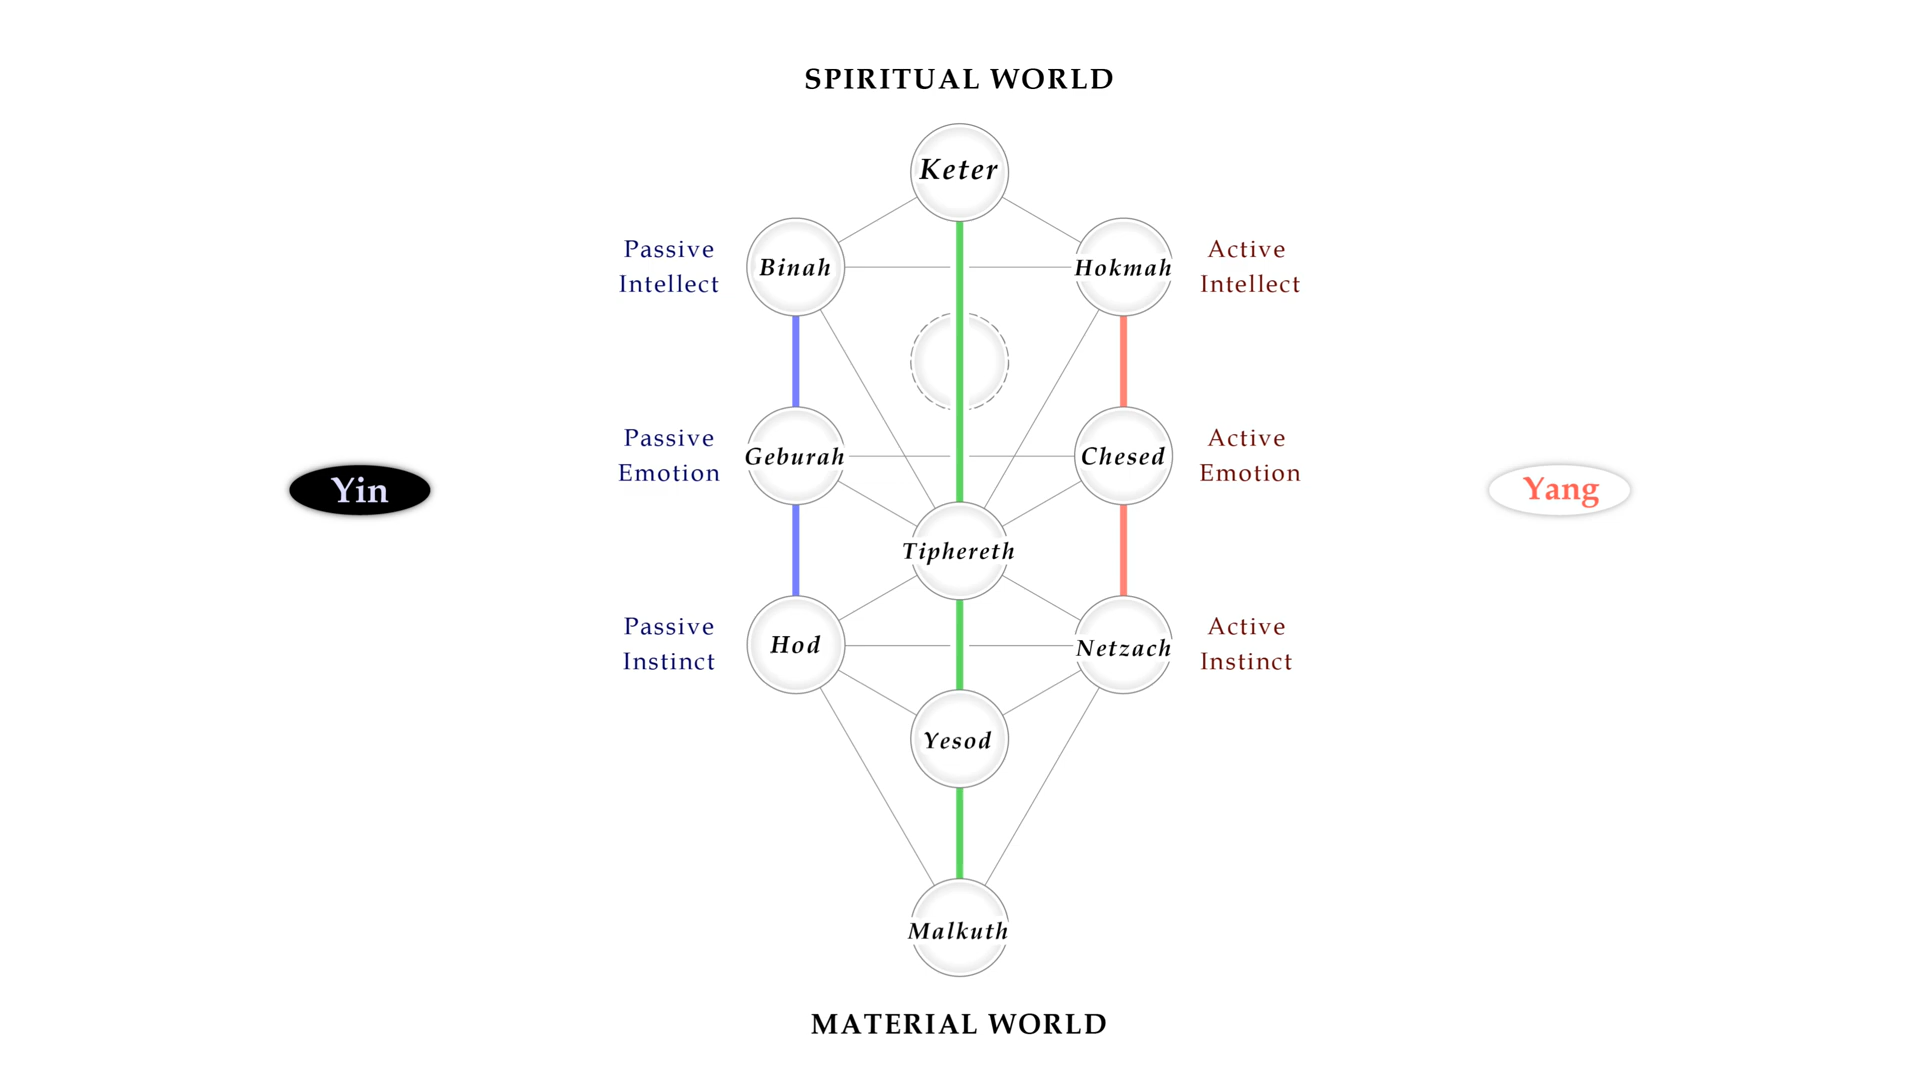 SPIRITUAL WORLD
Keter
Passive
Intellect
Binah
Hokmah
Active
Intellect
Passive
Emotion
Geburah
Chesed
Active
Emotion
Yin
Yang
Tiphereth
Passive
Instinct
Hod
Netzach
Active
Instinct
Yesod
Malkuth
MATERIAL WORLD